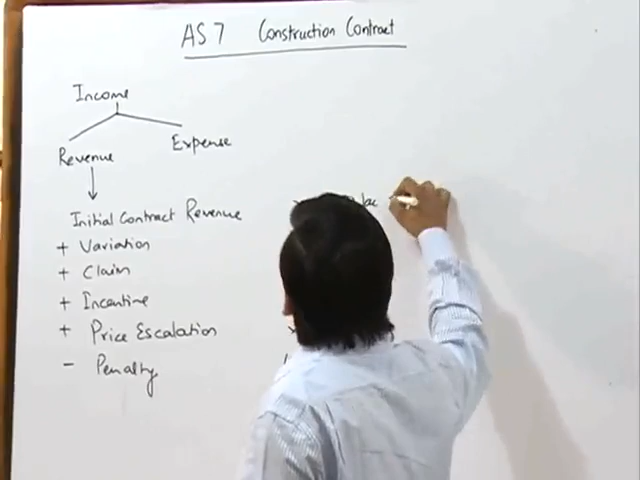 AS 7 Construction Contract
Income
Revenue Expense
Initial Contract Revenue
+ Variation
+ Claim
+ Incentive
+ Price Escalation
- Penalty